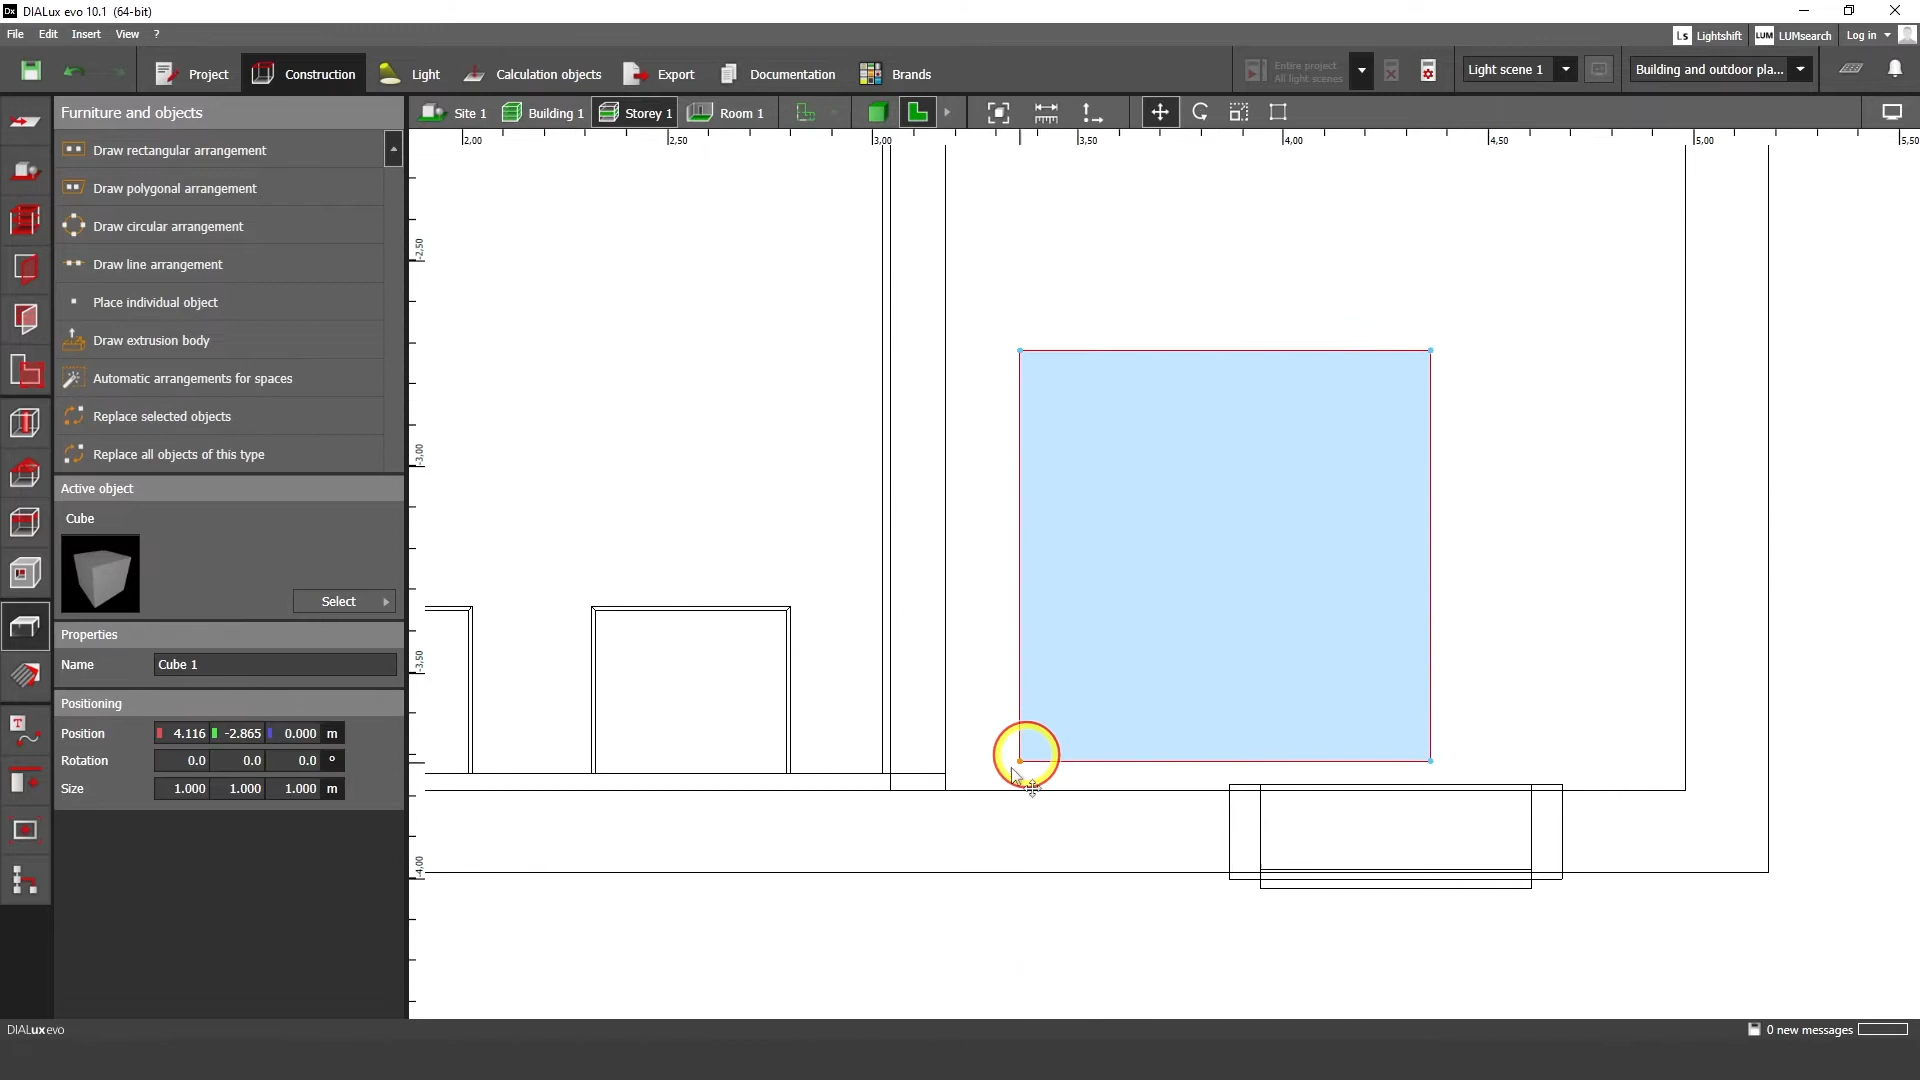 DIALux evo 10.1 (64-bit)
File Edit Insert View ?
Ls Lightshift LUM LUMsearch Log in
Project Construction Light Calculation objects Export Documentation Brands
Entire project
All light scenes
Light scene 1
Building and outdoor pla...
Furniture and objects
Site 1 Building 1 Storey 1 Room 1
2,00 2,50 3,00 3,50 4,00 4,50 5,00 5,50
Draw rectangular arrangement
Draw polygonal arrangement
Draw circular arrangement
Draw line arrangement
Place individual object
Draw extrusion body
Automatic arrangements for spaces
Replace selected objects
Replace all objects of this type
-2,50
-3,00
-3,50
-4,00
Active object
Cube
Select
Properties
Name Cube 1
Positioning
Position 4.116 -2.865 0.000 m
Rotation 0.0 0.0 0.0 °
Size 1.000 1.000 1.000 m
DIALux evo
0 new messages